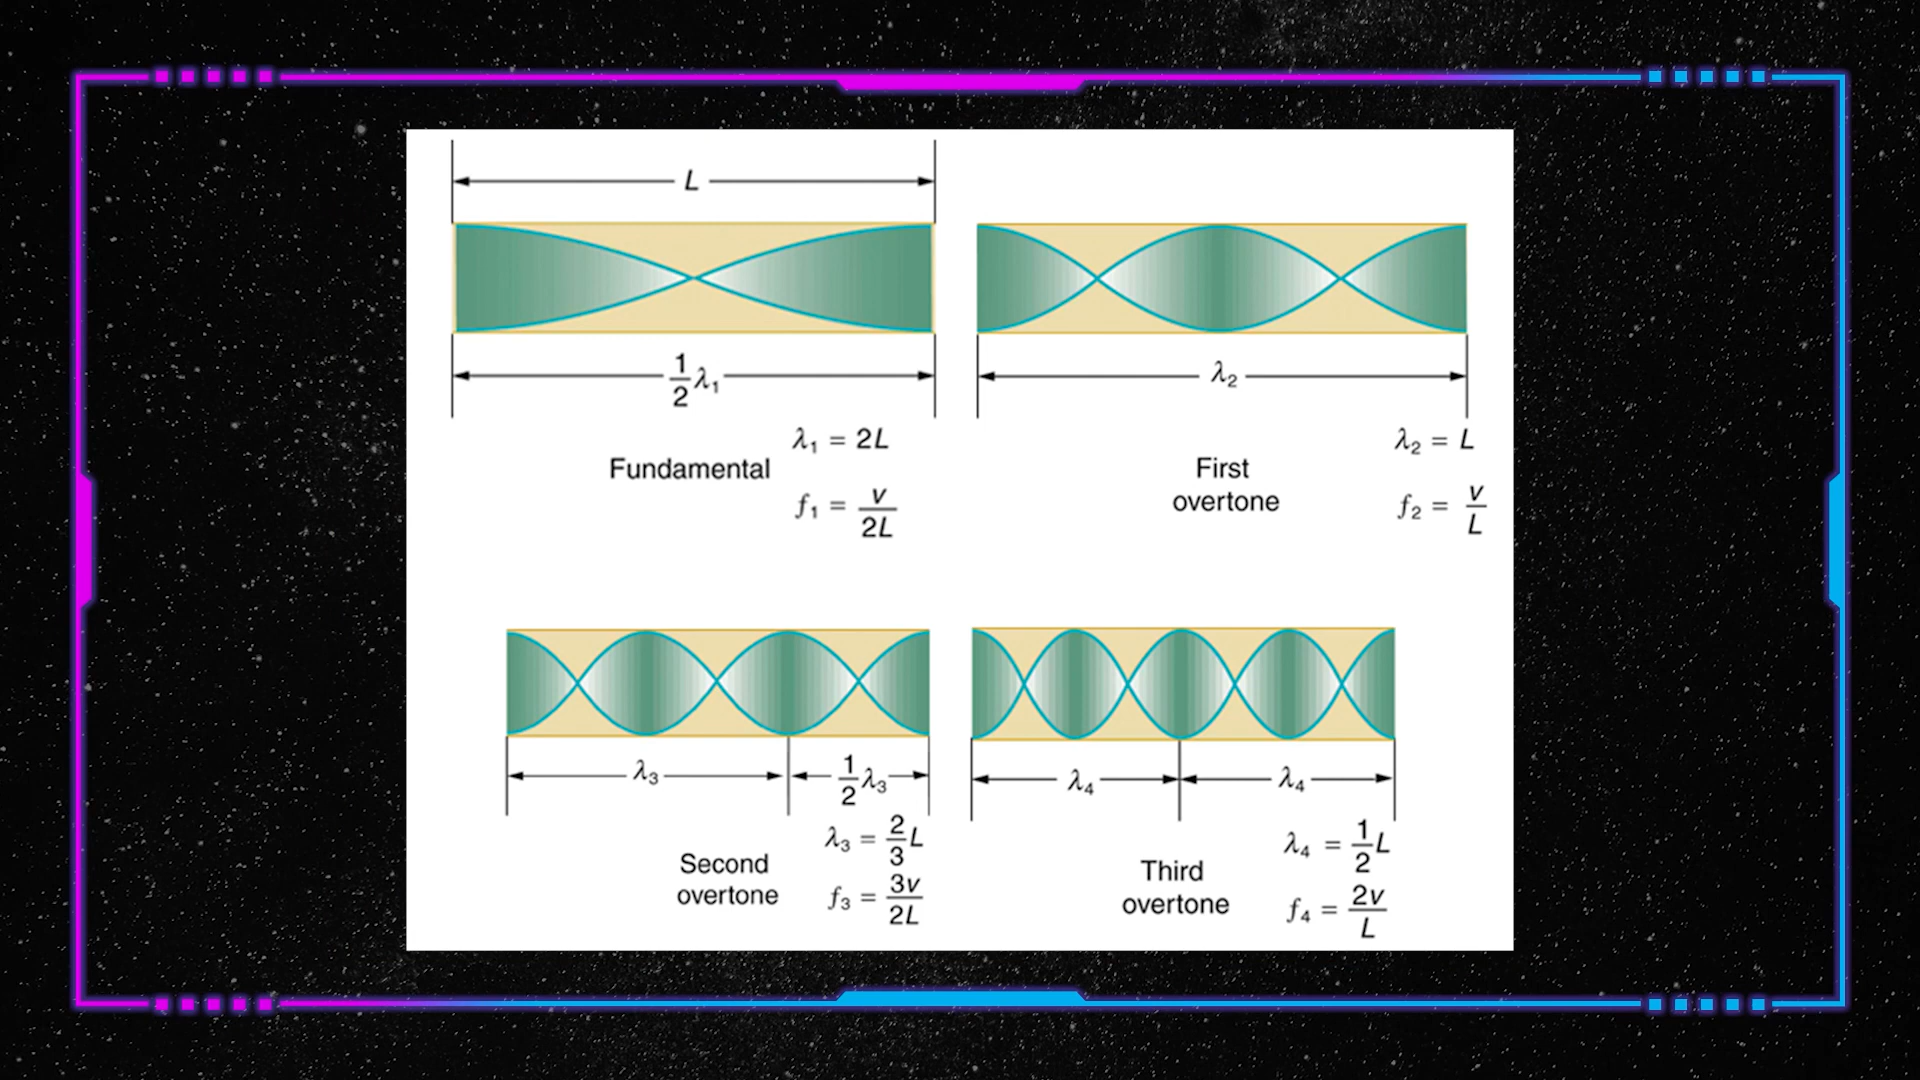 L
1/2 λ₁
λ₁ = 2L
Fundamental
f₁ = v/2L
λ₂
λ₂ = L
First
overtone
f₂ = v/L
λ₃ 1/2 λ₃
λ₃ = 2/3 L
Second
overtone
f₃ = 3v/2L
λ₄ λ₄
λ₄ = 1/2 L
Third
overtone
f₄ = 2v/L